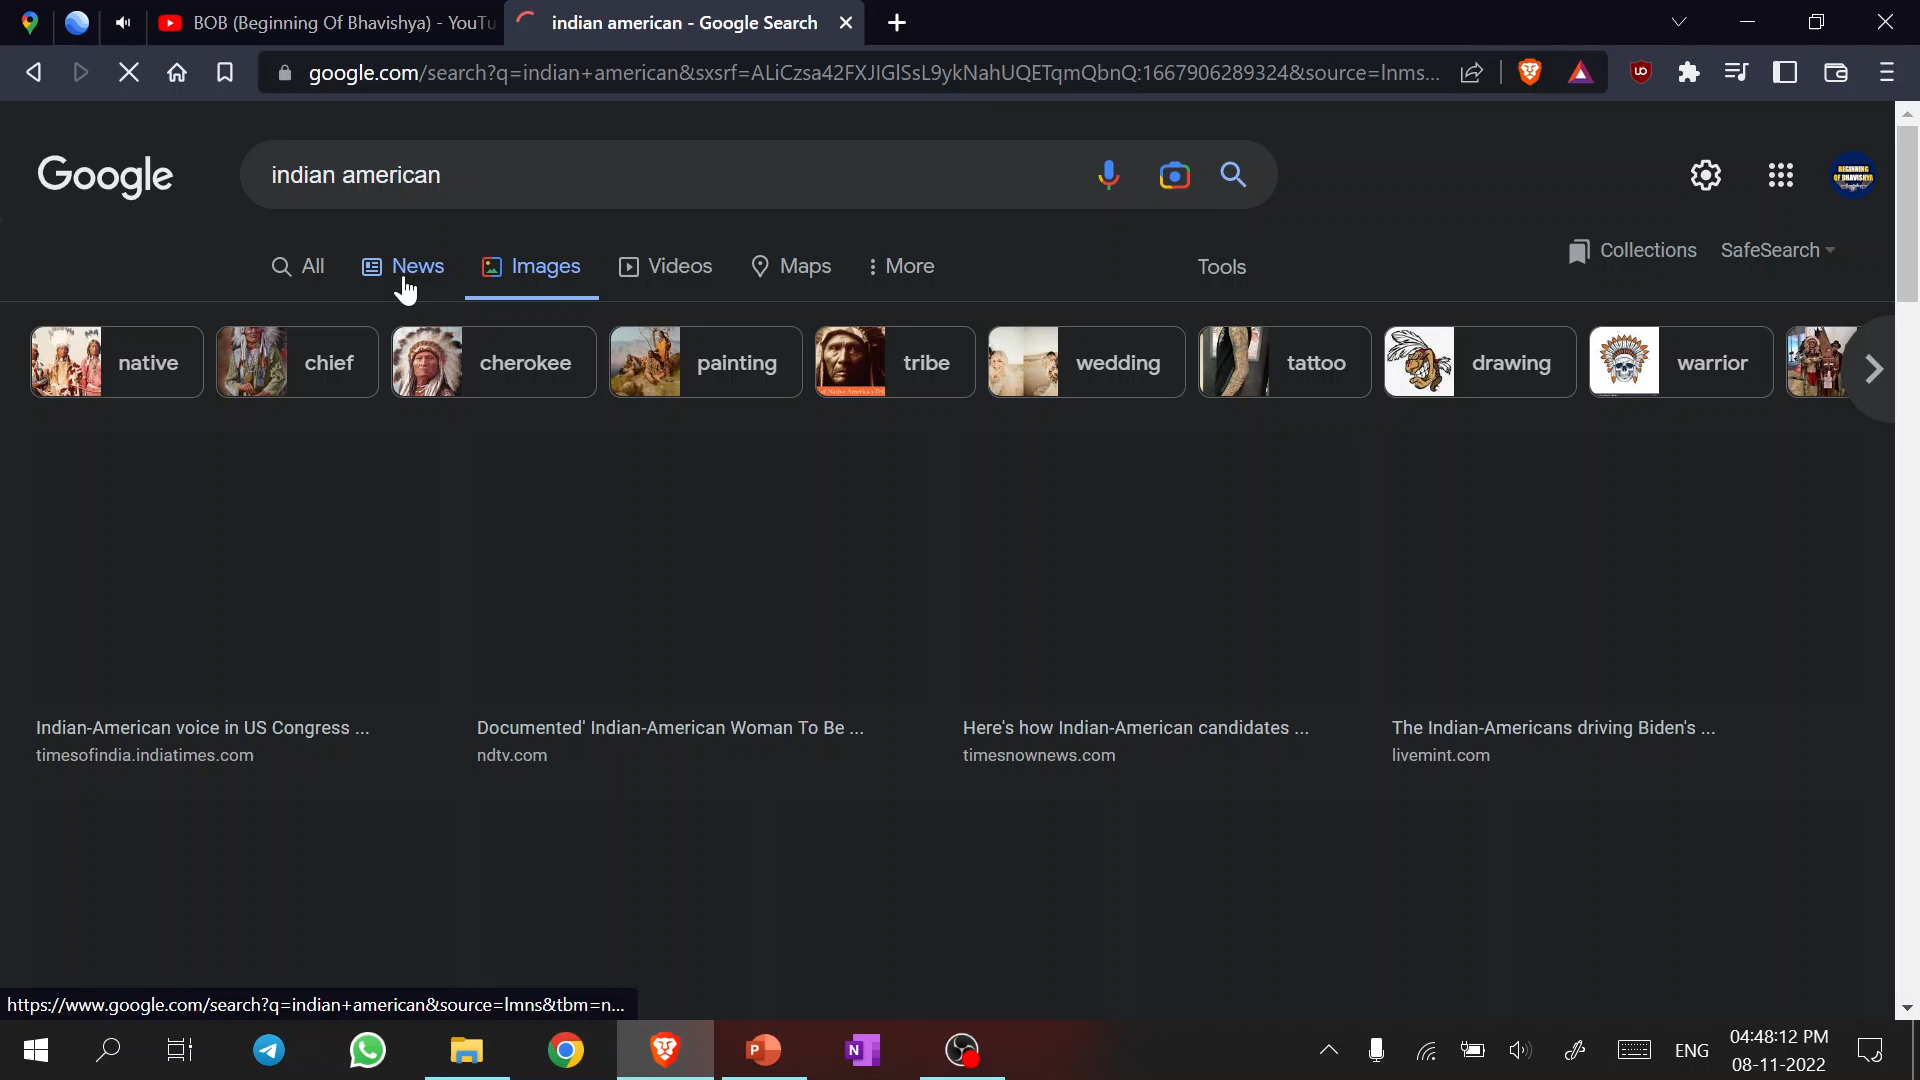 BOB (Beginning Of Bhavishya) - YouTu
indian american - Google Search
google.com/search?q=indian+american&sxsrf=ALiCzsa42FXJIGlSsL9ykNahUQETqmQbnQ:1667906289324&source=lnms...
Google
indian american
BEGINNING
OF BHAVISHYA
All
News
Images
Videos
Maps
More
Tools
Collections
SafeSearch
native
chief
cherokee
painting
tribe
wedding
tattoo
drawing
warrior
Indian-American voice in US Congress ...
timesofindia.indiatimes.com
Documented' Indian-American Woman To Be ...
ndtv.com
Here's how Indian-American candidates ...
timesnownews.com
The Indian-Americans driving Biden's ...
livemint.com
https://www.google.com/search?q=indian+american&source=lmns&tbm=n...
ENG
04:48:12 PM
08-11-2022